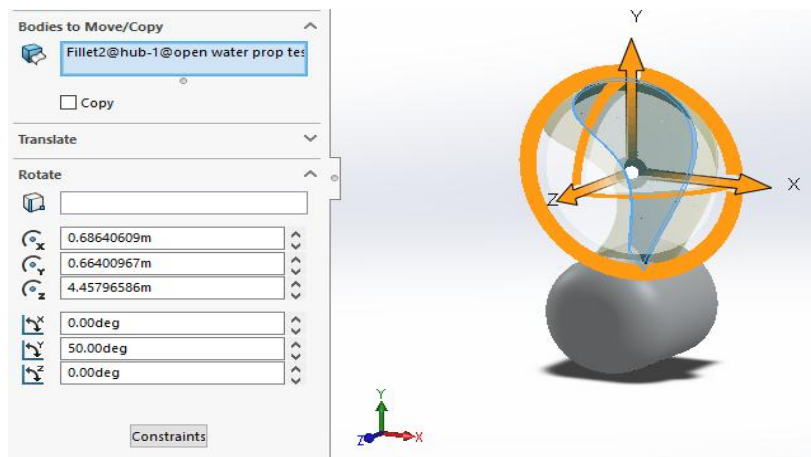 Bodies to Move/Copy
Fillet2@hub-1@open water prop tes
Copy
Translate
Rotate
X 0.68640609m
Y 0.66400967m
Z 4.45796586m
X 0.00deg
Y 50.00deg
Z 0.00deg
Constraints
Y
X
Z
Y
Z X